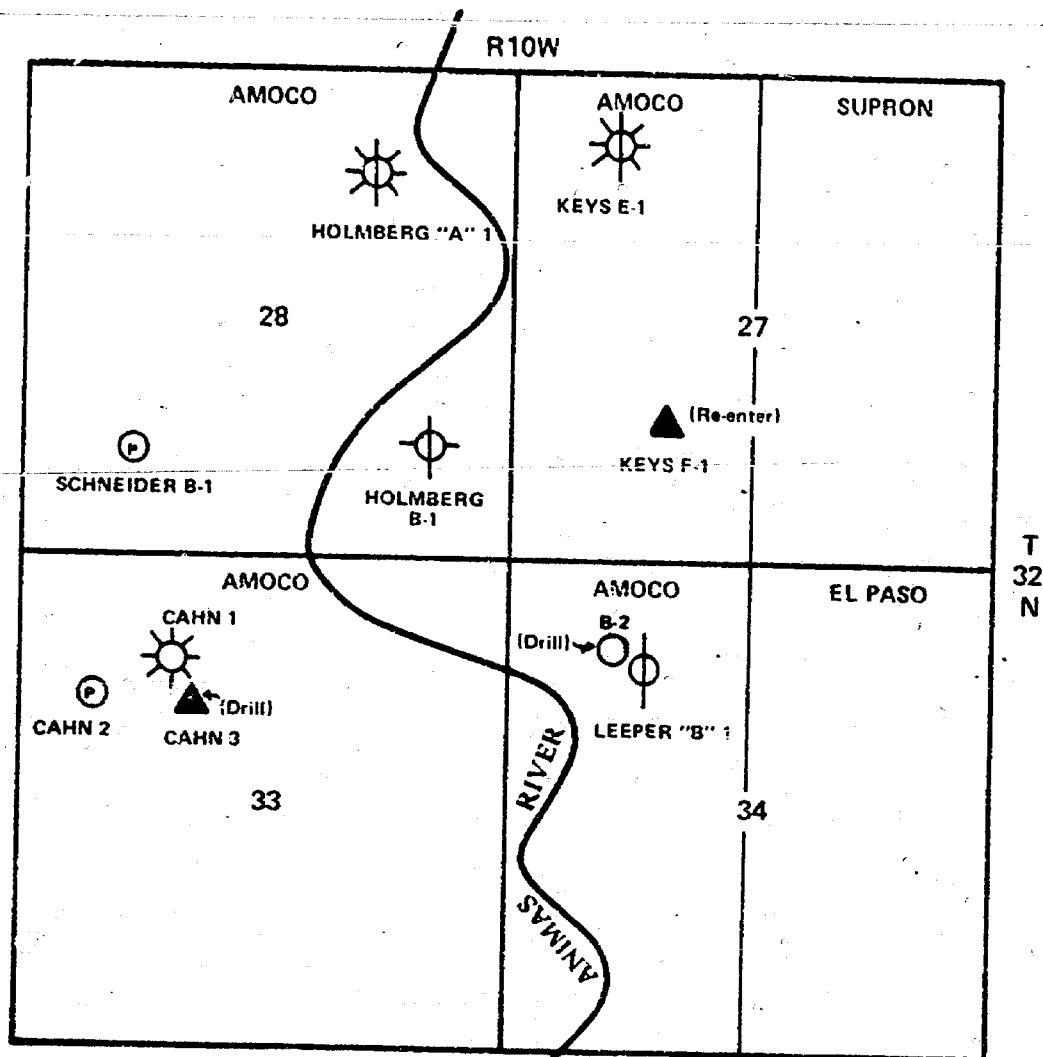 R10W
AMOCO
AMOCO
SUPRON
HOLMBERG "A" 1
KEYS E-1
28
27
(Re-enter)
KEYS F-1
P
SCHNEIDER B-1
HOLMBERG
B-1
T
32
N
AMOCO
AMOCO
EL PASO
CAHN 1
B-2
(Drill)
P
(Drill)
CAHN 2
CAHN 3
LEEPER "B" 1
RIVER
33
34
ANIMAS